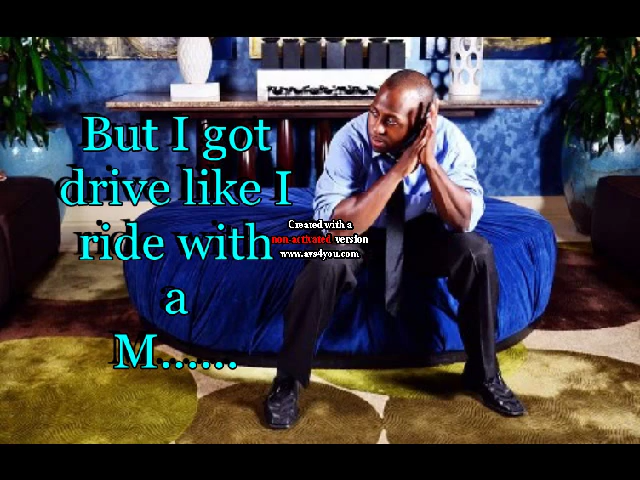 But I got
drive like I
ride with
a
M......
Created with a
non-activated version
www.avs4you.com